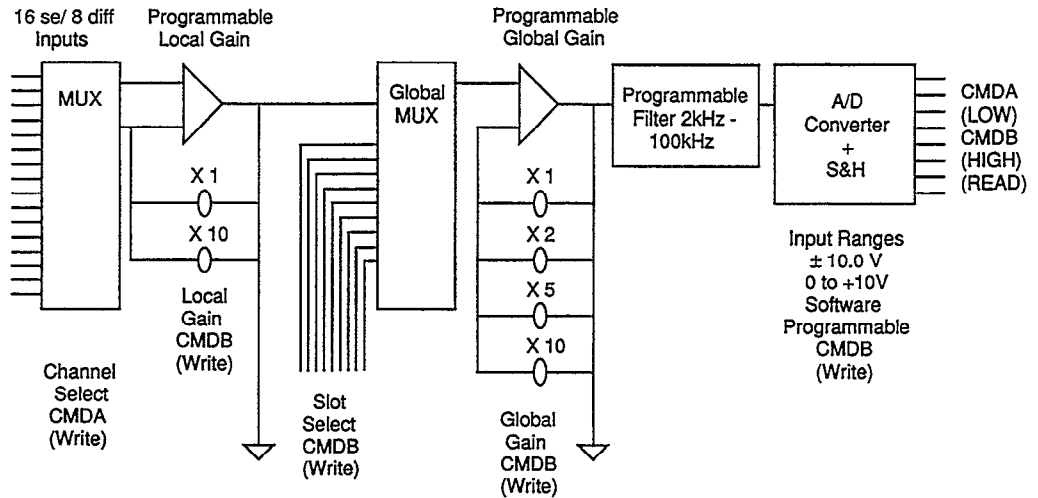 16 se/ 8 diff
Inputs
Programmable
Local Gain
Programmable
Global Gain
MUX
Global
MUX
Programmable
Filter 2kHz -
100kHz
A/D
Converter
+
S&H
CMDA
(LOW)
CMDB
(HIGH)
(READ)
X 1
X 10
X 1
X 2
X 5
X 10
Local
Gain
CMDB
(Write)
Input Ranges
± 10.0 V
0 to +10V
Software
Programmable
CMDB
(Write)
Channel
Select
CMDA
(Write)
Slot
Select
CMDB
(Write)
Global
Gain
CMDB
(Write)